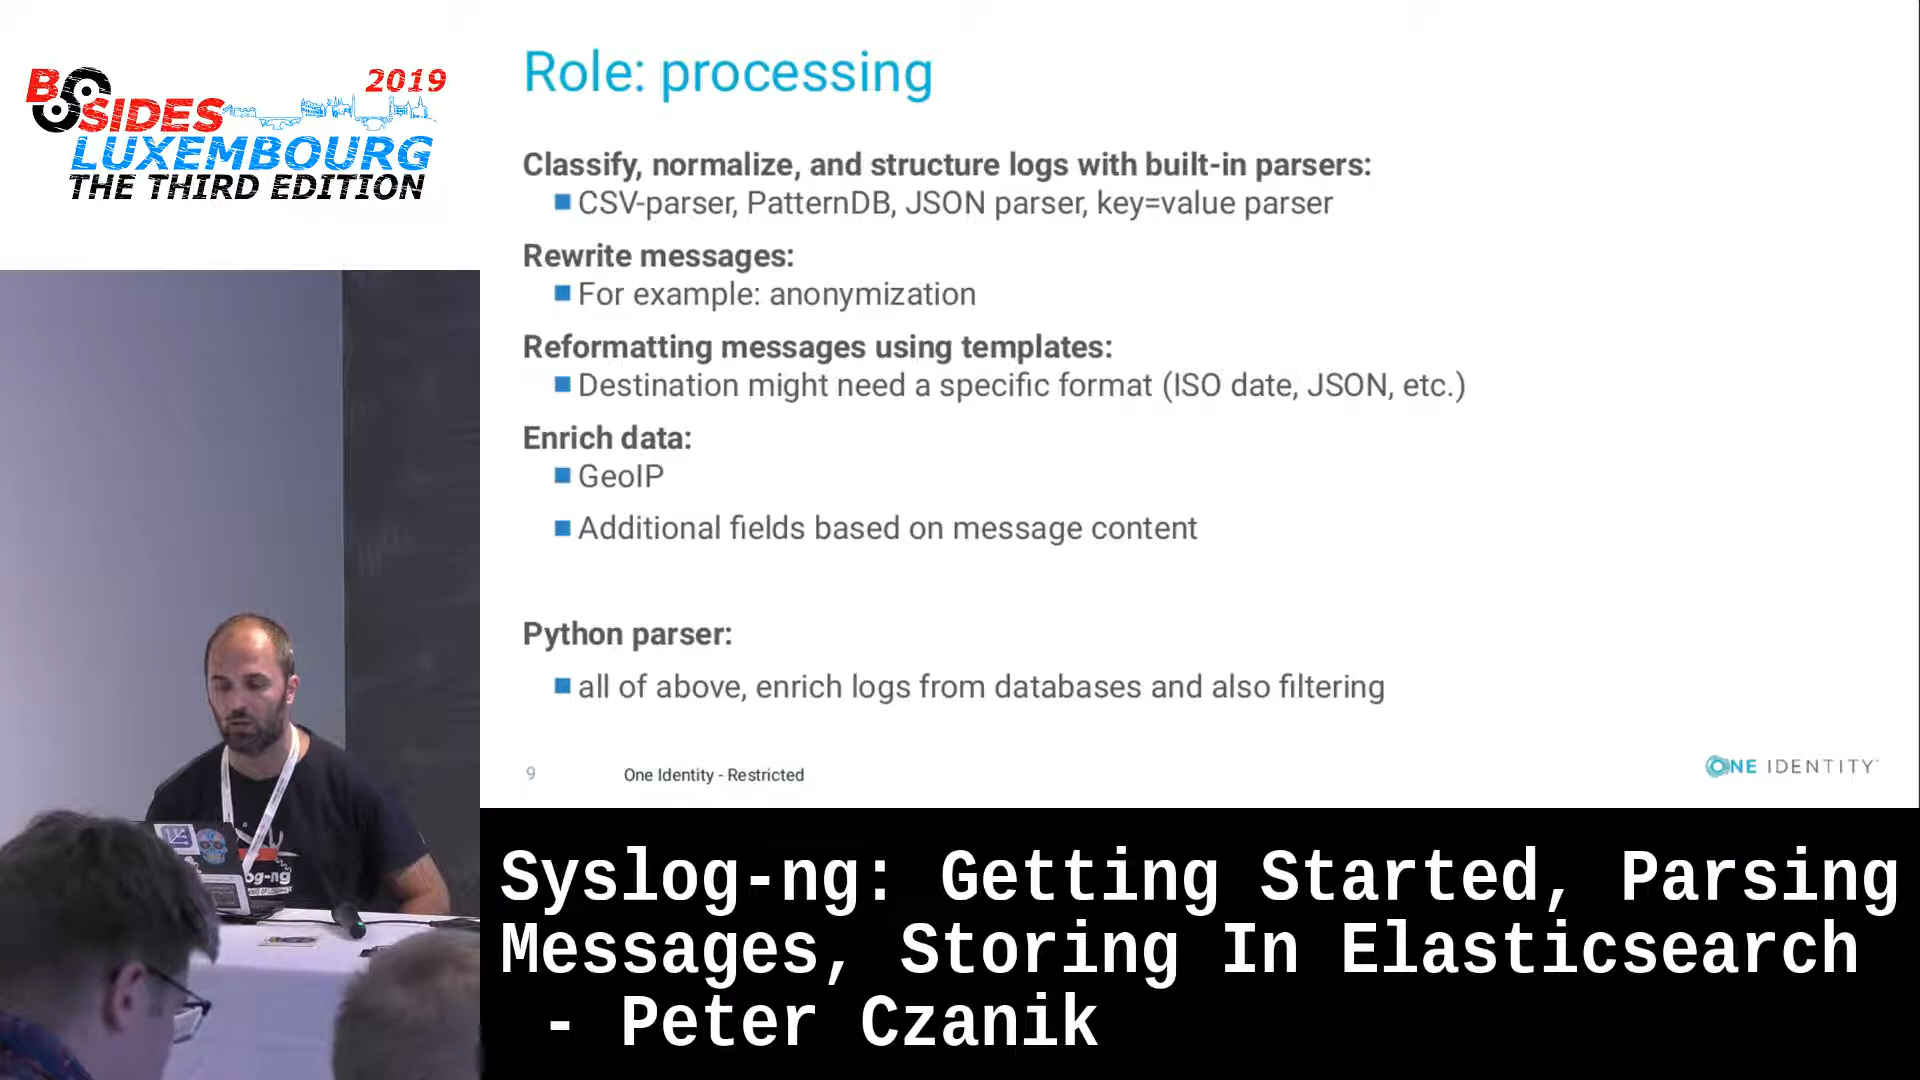 2019
BSIDES
LUXEMBOURG
THE THIRD EDITION
Role: processing
Classify, normalize, and structure logs with built-in parsers:
CSV-parser, PatternDB, JSON parser, key=value parser
Rewrite messages:
For example: anonymization
Reformatting messages using templates:
Destination might need a specific format (ISO date, JSON, etc.)
Enrich data:
GeoIP
Additional fields based on message content
Python parser:
all of above, enrich logs from databases and also filtering
9
One Identity - Restricted
ONE IDENTITY
og-ng
Syslog-ng: Getting Started, Parsing
Messages, Storing In Elasticsearch
- Peter Czanik